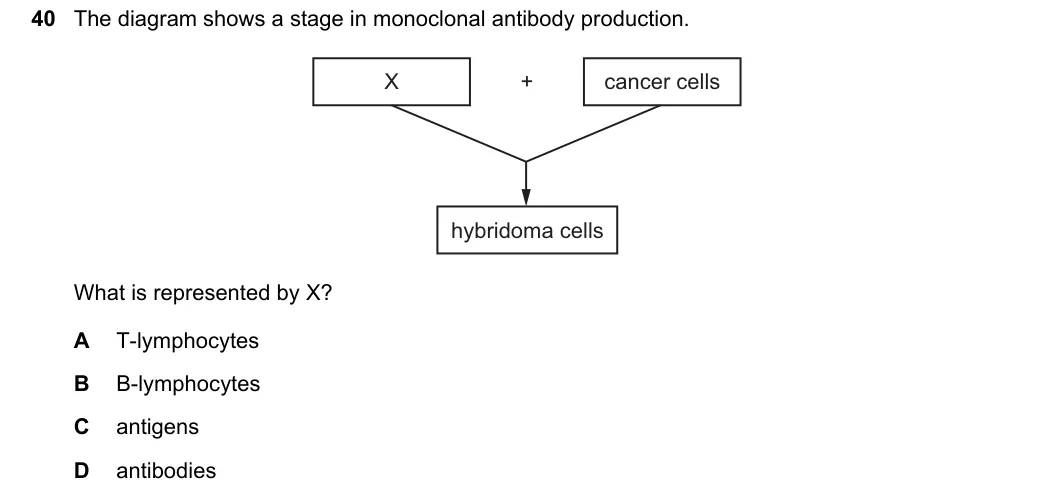 40 The diagram shows a stage in monoclonal antibody production.
X + cancer cells
hybridoma cells
What is represented by X?
A T-lymphocytes
B B-lymphocytes
C antigens
D antibodies